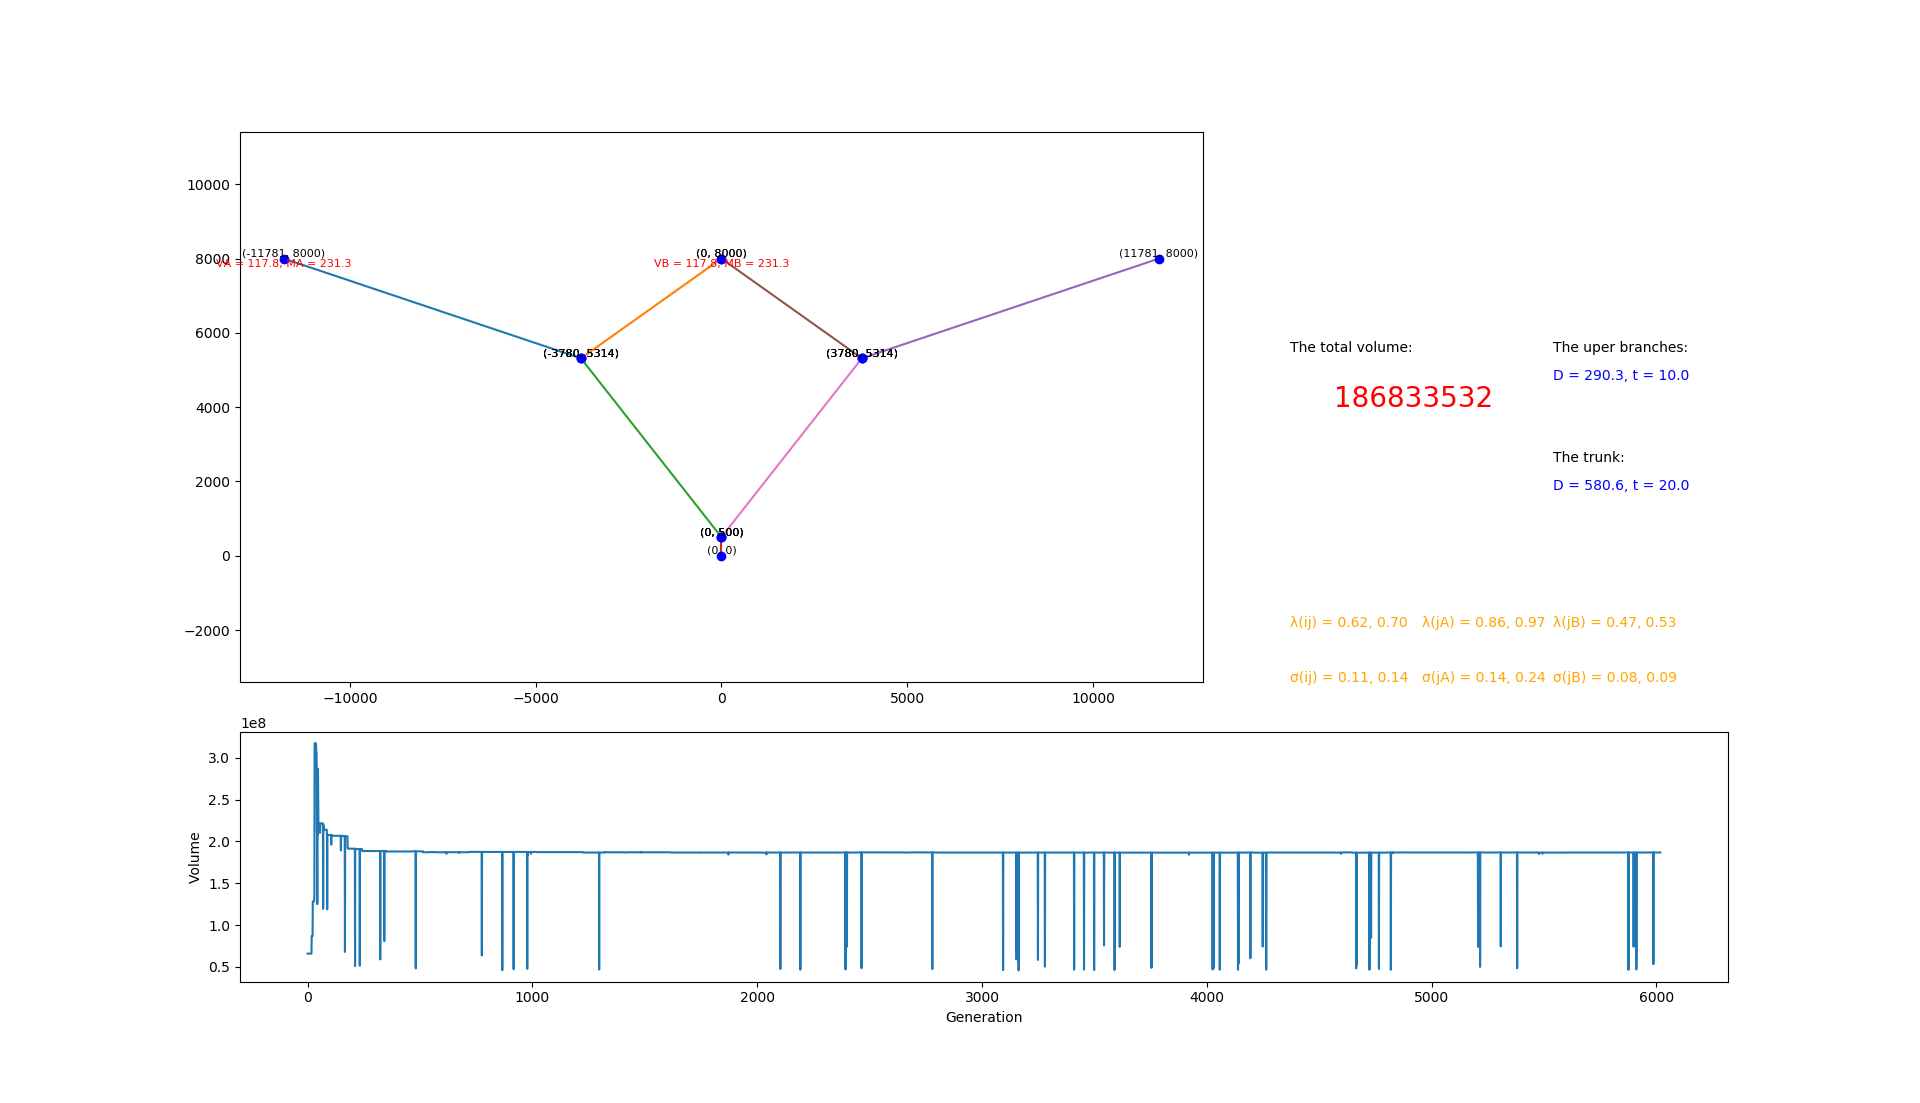 10000
8000
6000
4000
2000
0
−2000
−10000
−5000
0
5000
10000
(-11781, 8000)
VA = 117.8, MA = 231.3
(0, 8000)
VB = 117.8, MB = 231.3
(11781, 8000)
(-3780, 5314)
(3780, 5314)
(0, 500)
(0, 0)
The total volume:
186833532
The uper branches:
D = 290.3, t = 10.0
The trunk:
D = 580.6, t = 20.0
λ(ij) = 0.62, 0.70 λ(jA) = 0.86, 0.97 λ(jB) = 0.47, 0.53
σ(ij) = 0.11, 0.14 σ(jA) = 0.14, 0.24 σ(jB) = 0.08, 0.09
1e8
3.0
2.5
2.0
1.5
1.0
0.5
Volume
0
1000
2000
3000
4000
5000
6000
Generation